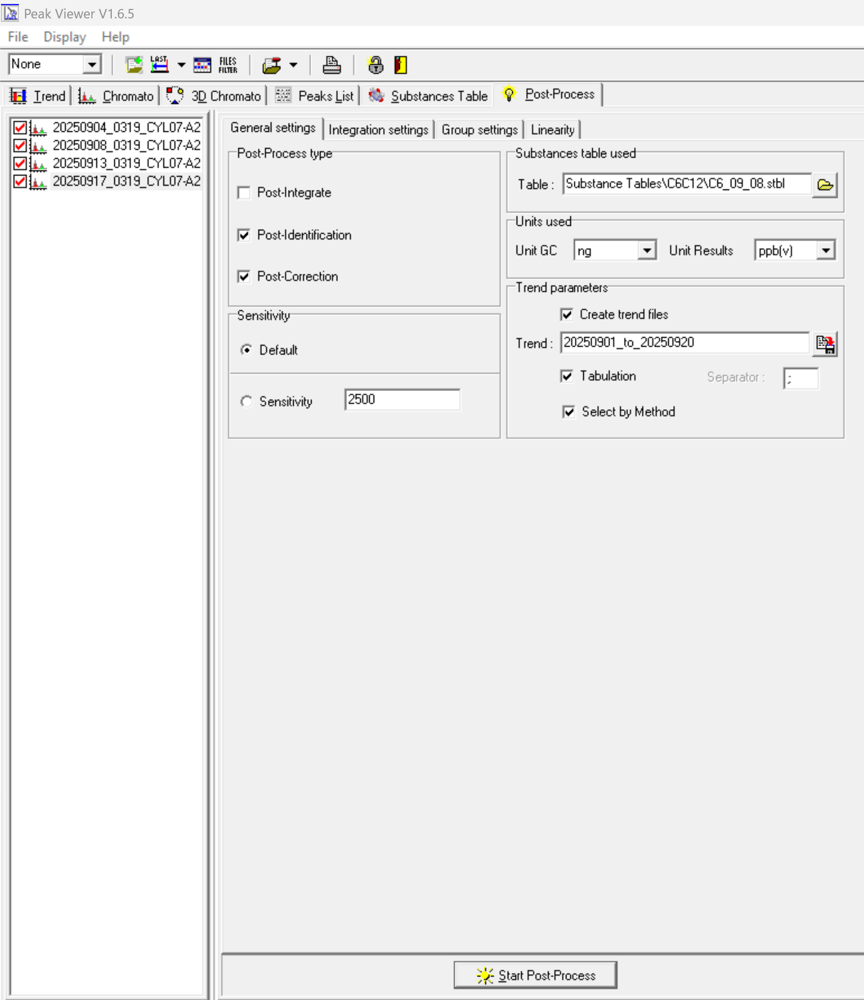 Peak Viewer V1.6.5
File Display Help
None LAST FILES FILTER
Trend Chromato 3D Chromato Peaks List Substances Table Post-Process
20250904_0319_CYL07-A2
20250908_0319_CYL07-A2
20250913_0319_CYL07-A2
20250917_0319_CYL07-A2
General settings Integration settings Group settings Linearity
Post-Process type
Post-Integrate
Post-Identification
Post-Correction
Sensitivity
Default
Sensitivity 2500
Substances table used
Table : Substance Tables\C6C12\C6_09_08.stbl
Units used
Unit GC ng Unit Results ppb(v)
Trend parameters
Create trend files
Trend : 20250901_to_20250920
Tabulation Separator : ;
Select by Method
Start Post-Process